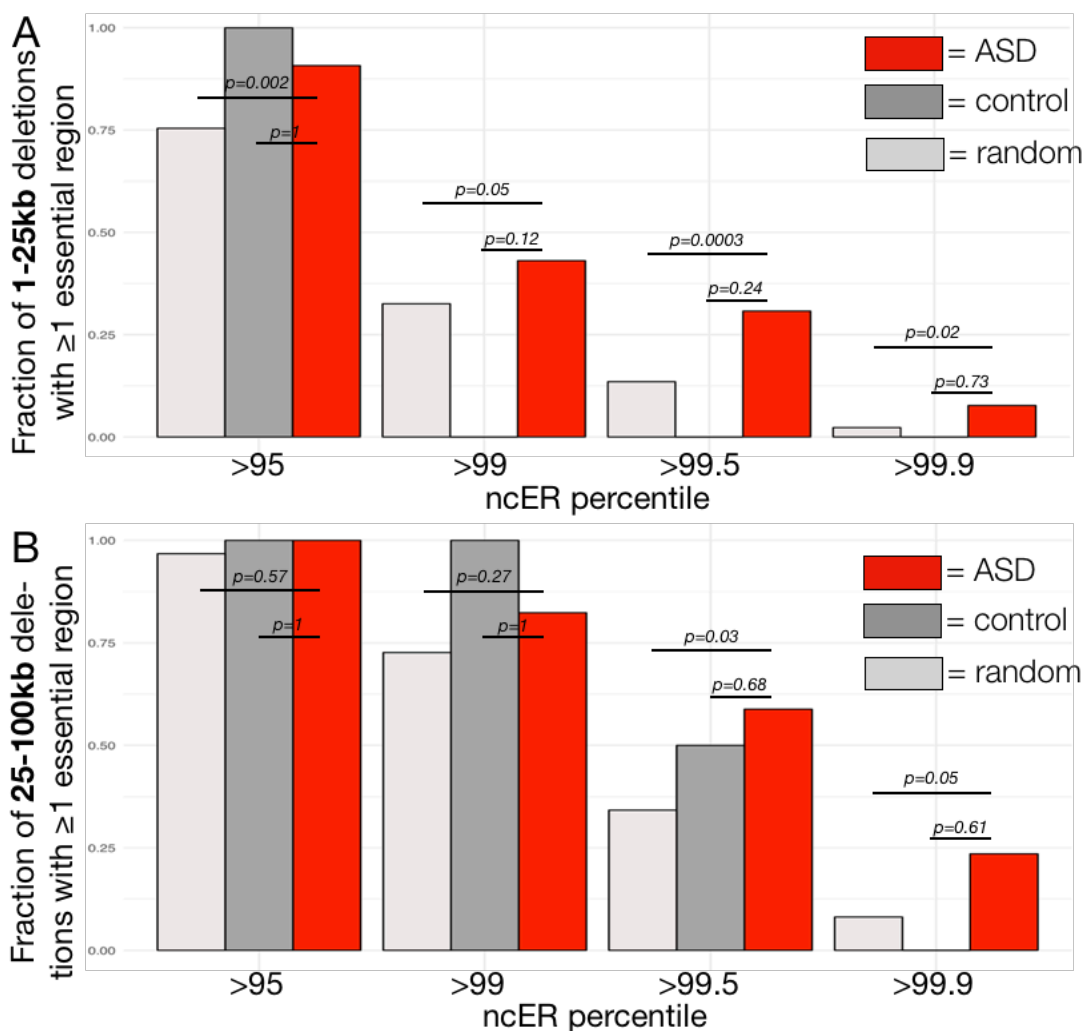 A
Fraction of 1-25kb deletions
with ≥1 essential region
1.00
0.75
0.50
0.25
0.00
p=0.002
p=1
p=0.05
p=0.12
p=0.0003
p=0.24
p=0.02
p=0.73
= ASD
= control
= random
>95
>99
>99.5
>99.9
ncER percentile
B
Fraction of 25-100kb dele-
tions with ≥1 essential region
1.00
0.75
0.50
0.25
0.00
p=0.57
p=1
p=0.27
p=1
p=0.03
p=0.68
p=0.05
p=0.61
= ASD
= control
= random
>95
>99
>99.5
>99.9
ncER percentile